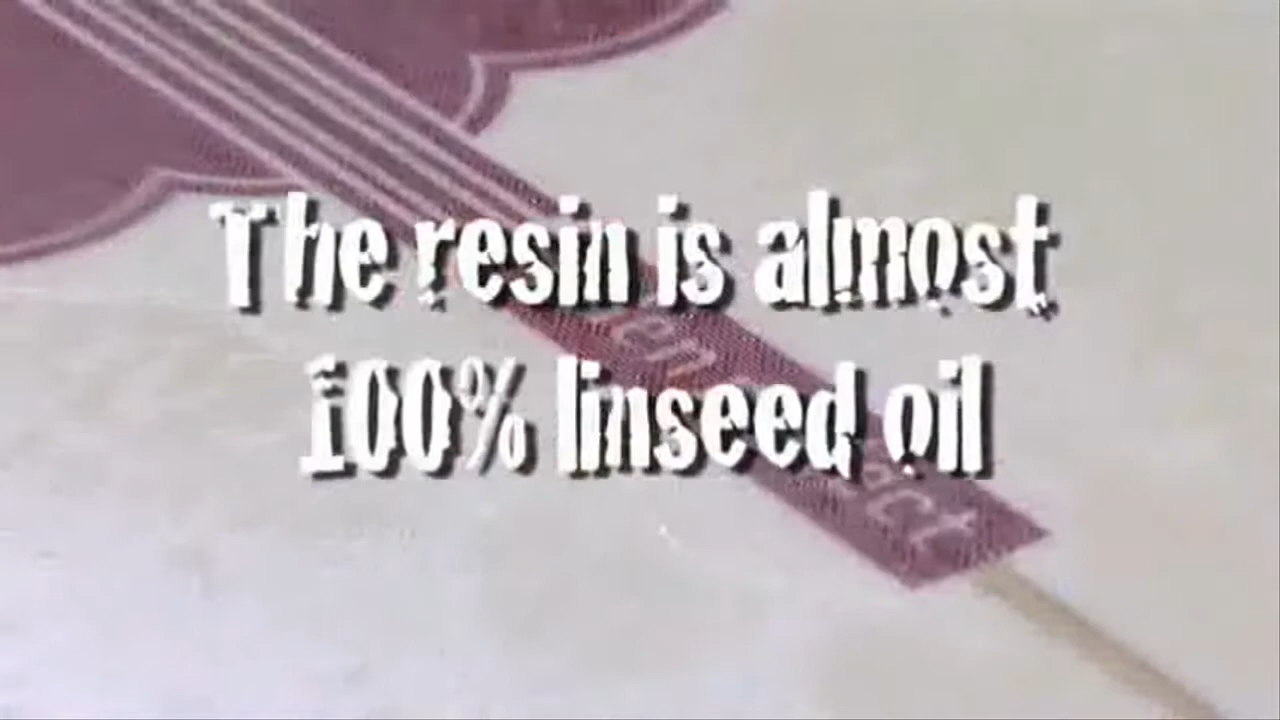 The resin is almost
100% linseed oil